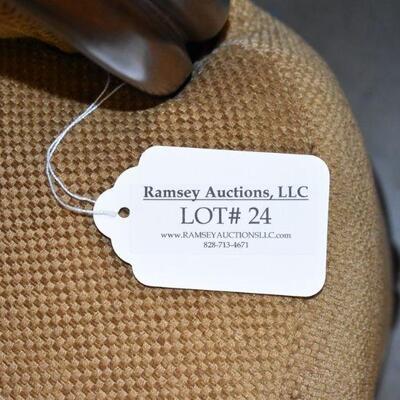 Ramsey Auctions, LLC
LOT# 24
www.RAMSEYAUCTIONSLLC.com
828-713-4671